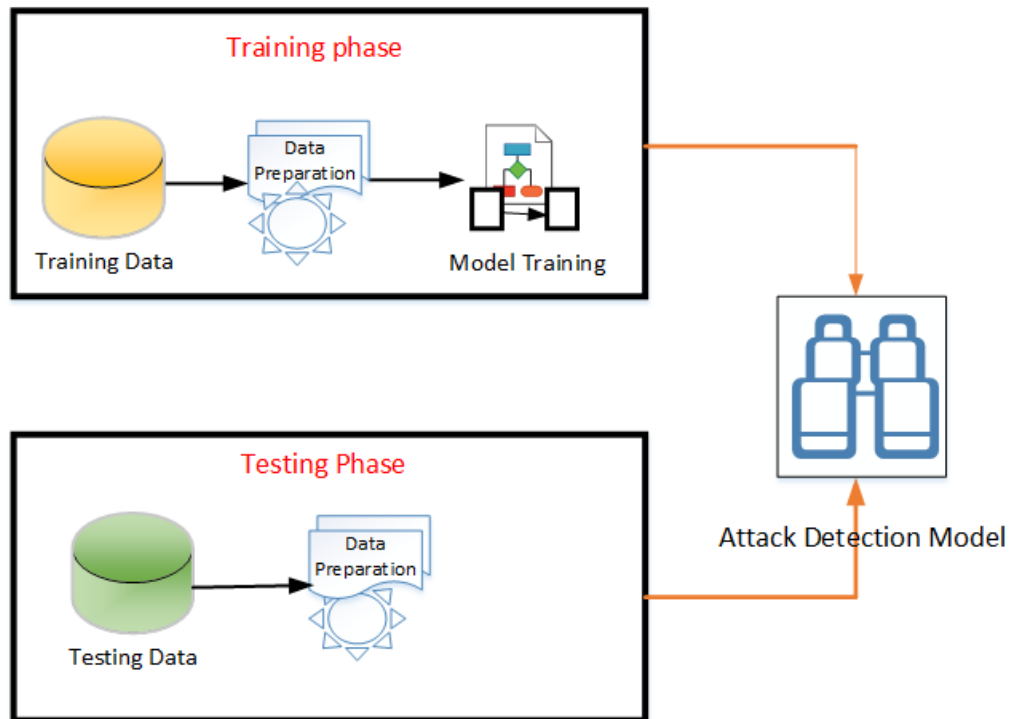 Training phase
Data
Preparation
Training Data
Model Training
Testing Phase
Data
Preparation
Testing Data
Attack Detection Model